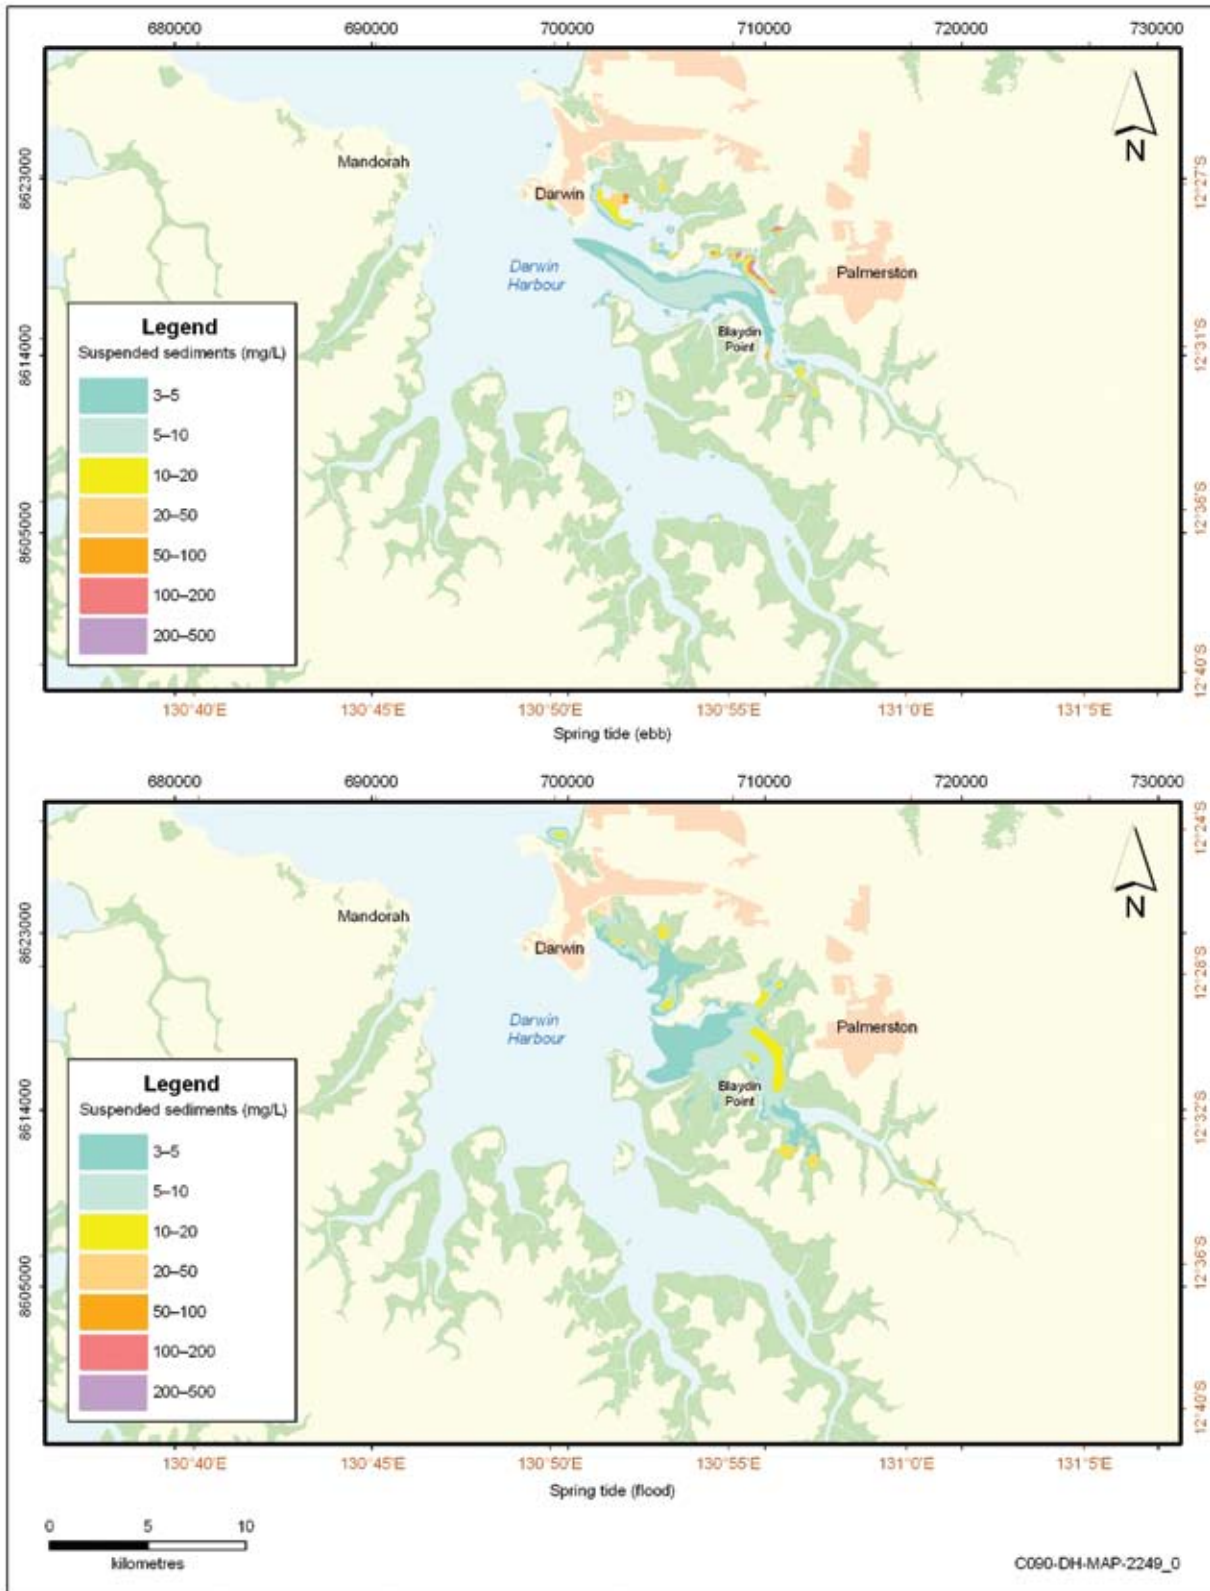 680000 690000 700000 710000 720000 730000
N
Mandorah
8623000
12°27'S
Darwin
Darwin
Harbour
Palmerston
Legend
Suspended sediments (mg/L)
Blaydin
Point
8614000
12°31'S
3–5
5–10
10–20
20–50
50–100
100–200
200–500
8605000
12°36'S
12°40'S
130°40'E 130°45'E 130°50'E 130°55'E 131°0'E 131°5'E
Spring tide (ebb)
680000 690000 700000 710000 720000 730000
12°24'S
N
Mandorah
8623000
Darwin
12°28'S
Darwin
Harbour
Palmerston
Legend
Suspended sediments (mg/L)
Blaydin
Point
8614000
12°32'S
3–5
5–10
10–20
20–50
50–100
100–200
200–500
8605000
12°36'S
12°40'S
130°40'E 130°45'E 130°50'E 130°55'E 131°0'E 131°5'E
Spring tide (flood)
0 5 10
kilometres
C090-DH-MAP-2249_0